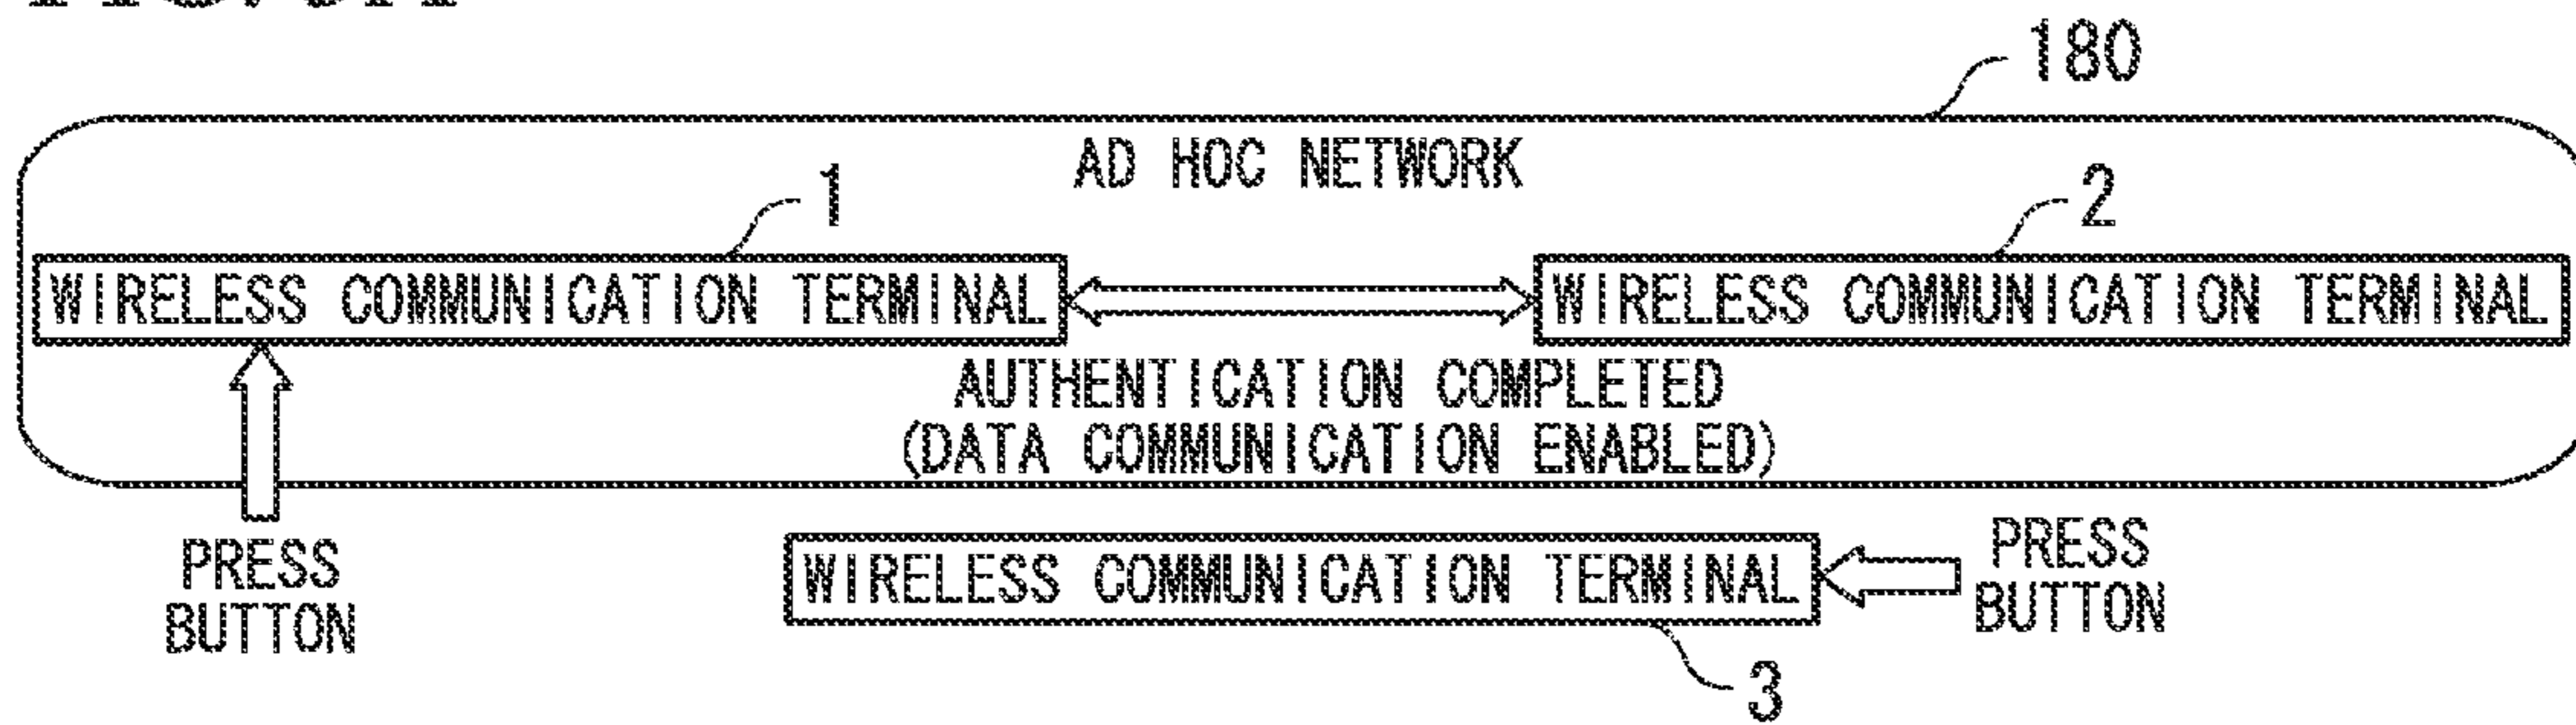 180
AD HOC NETWORK
1
2
WIRELESS COMMUNICATION TERMINAL
WIRELESS COMMUNICATION TERMINAL
AUTHENTICATION COMPLETED
(DATA COMMUNICATION ENABLED)
PRESS
BUTTON
WIRELESS COMMUNICATION TERMINAL
PRESS
BUTTON
3